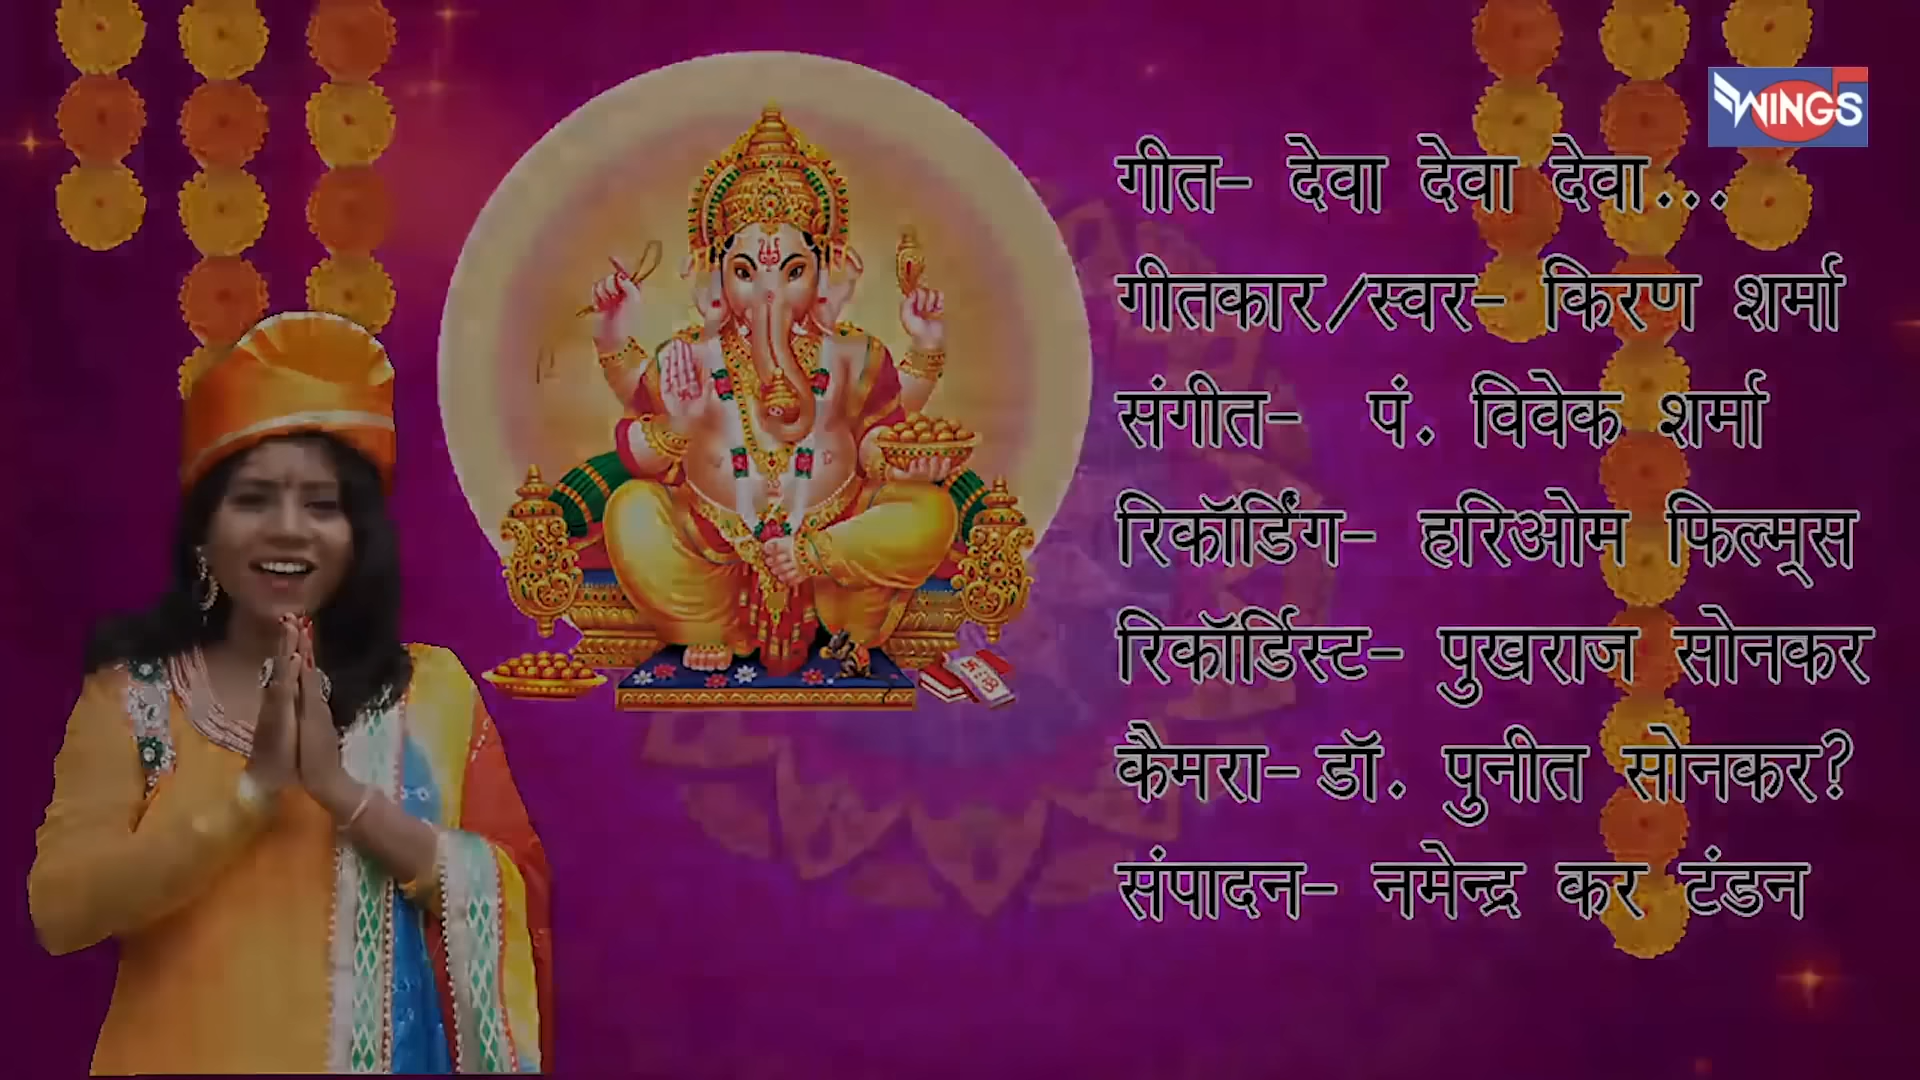 WINGS
गीत- देवा देवा देवा...
गीतकार/स्वर- किरण शर्मा
संगीत- पं. विवेक शर्मा
रिकॉर्डिंग- हरिओम फिल्म्स
रिकॉर्डिस्ट- पुखराज सोनकर
कैमरा- डॉ. पुनीत सोनकर?
संपादन- नमेन्द्र कर टंडन